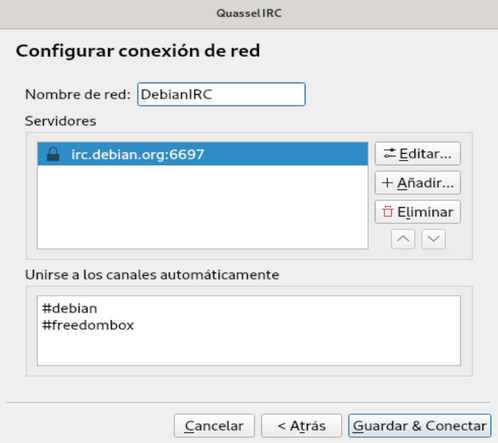 Quassel IRC
Configurar conexión de red
Nombre de red: DebianIRC
Servidores
irc.debian.org:6697
Editar...
Añadir...
Eliminar
Unirse a los canales automáticamente
#debian
#freedombox
Cancelar
< Atrás
Guardar & Conectar